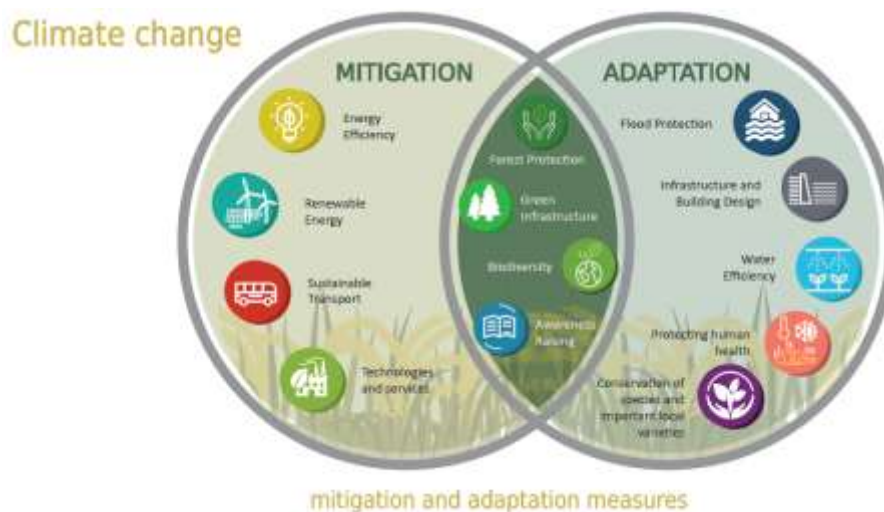 Climate change
MITIGATION
Energy
Efficiency
Renewable
Energy
Sustainable
Transport
Technologies
and services
Forest Protection
Green
Infrastructure
Biodiversity
Awareness
Raising
ADAPTATION
Flood Protection
Infrastructure and
Building Design
Water
Efficiency
Protecting human
health
Conservation of
species and
important local
varieties
mitigation and adaptation measures